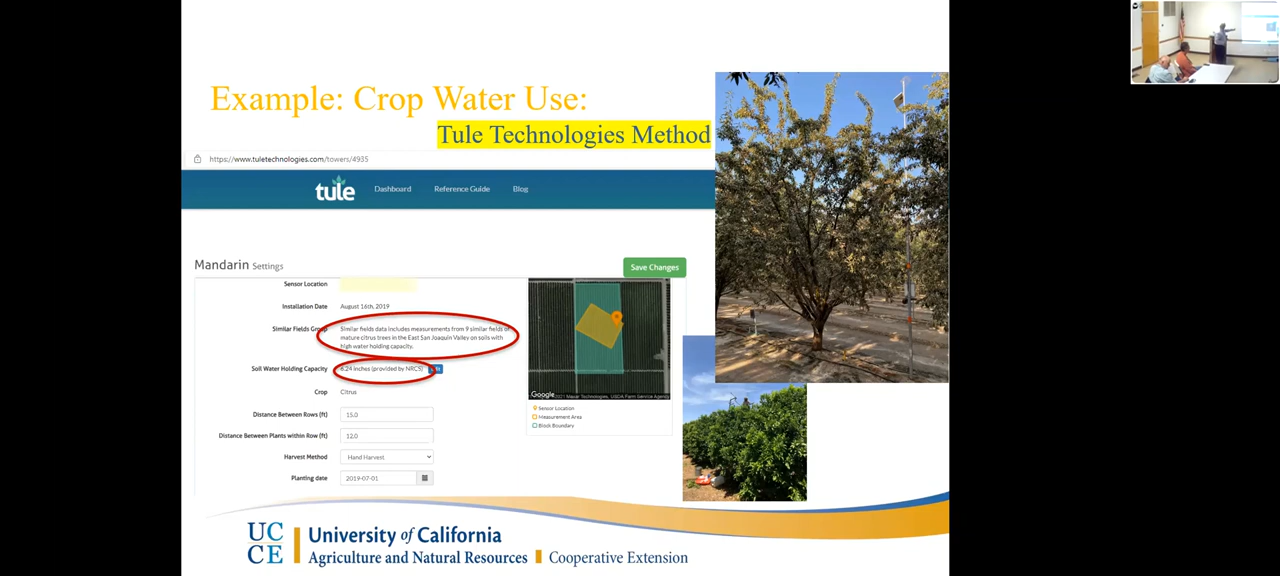 Example: Crop Water Use:
Tule Technologies Method
https://www.tuletechnologies.com/towers/4935
tule
Dashboard
Reference Guide
Blog
Mandarin Settings
Save Changes
Sensor Location
Installation Date
August 16th, 2019
Similar Fields Group
Similar fields data includes measurements from 9 similar fields of
mature citrus trees in the East San Joaquin Valley on soils with
high water holding capacity.
Soil Water Holding Capacity
6.24 inches (provided by NRCS)
Crop
Citrus
Distance Between Rows (ft)
15.0
Distance Between Plants within Row (ft)
12.0
Harvest Method
Hand Harvest
Planting date
2019-07-01
Google
Sensor Location
Measurement Area
Block Boundary
UC
CE
University of California
Agriculture and Natural Resources
Cooperative Extension